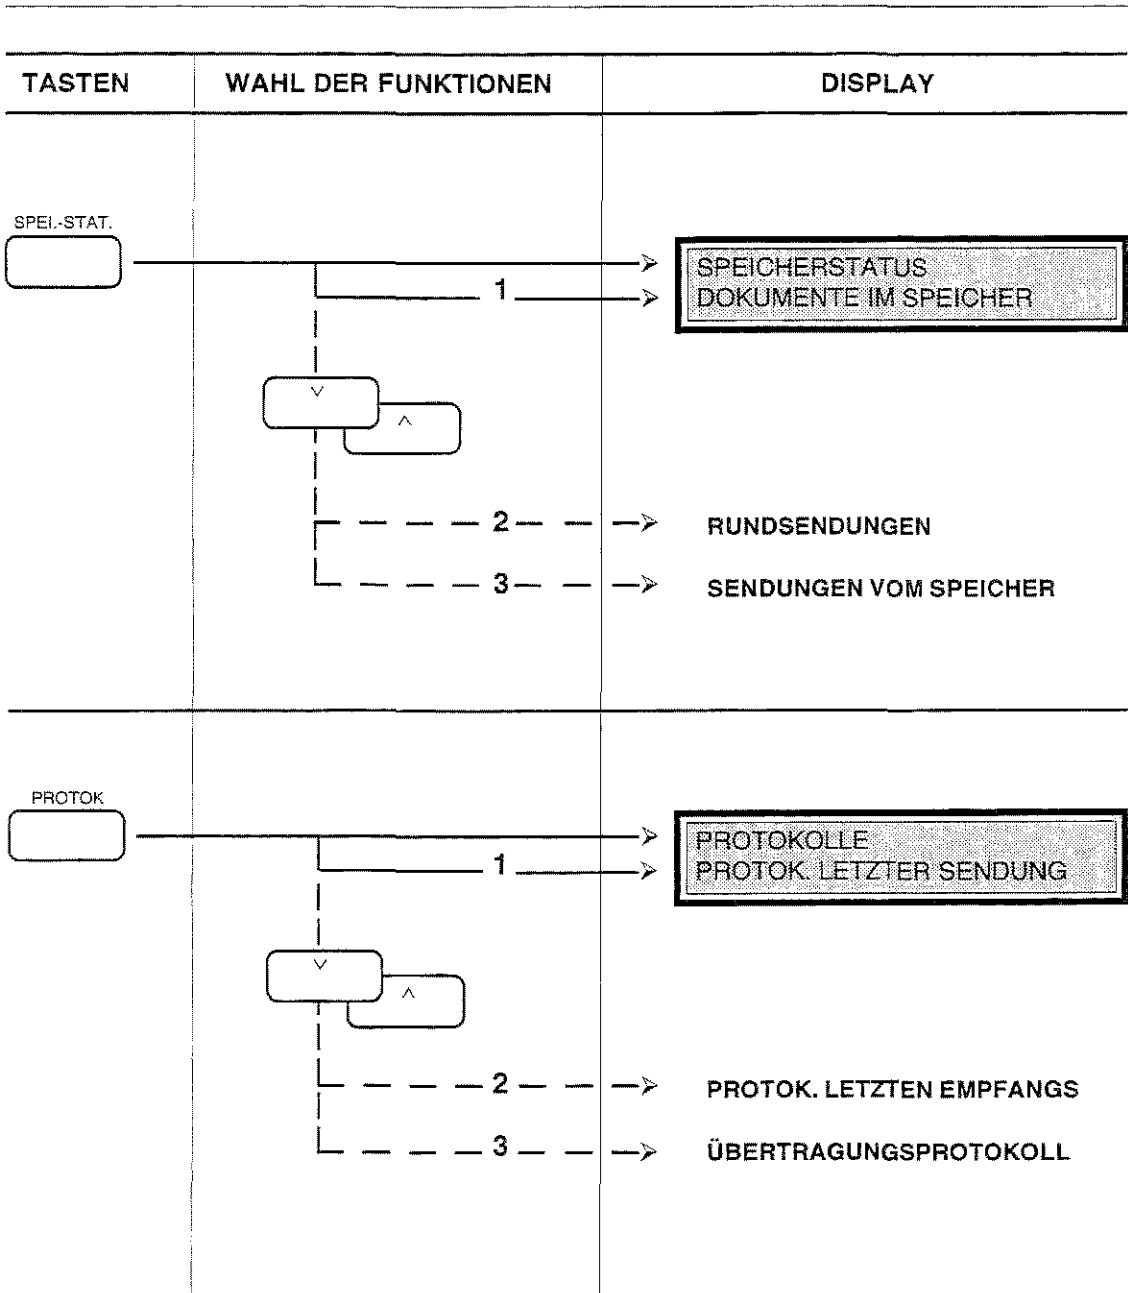 TASTEN WAHL DER FUNKTIONEN DISPLAY
SPEI.-STAT.
SPEICHERSTATUS
1 DOKUMENTE IM SPEICHER
˅
˄
2 RUNDSENDUNGEN
3 SENDUNGEN VOM SPEICHER
PROTOK
PROTOKOLLE
1 PROTOK. LETZTER SENDUNG
˅
˄
2 PROTOK. LETZTEN EMPFANGS
3 ÜBERTRAGUNGSPROTOKOLL